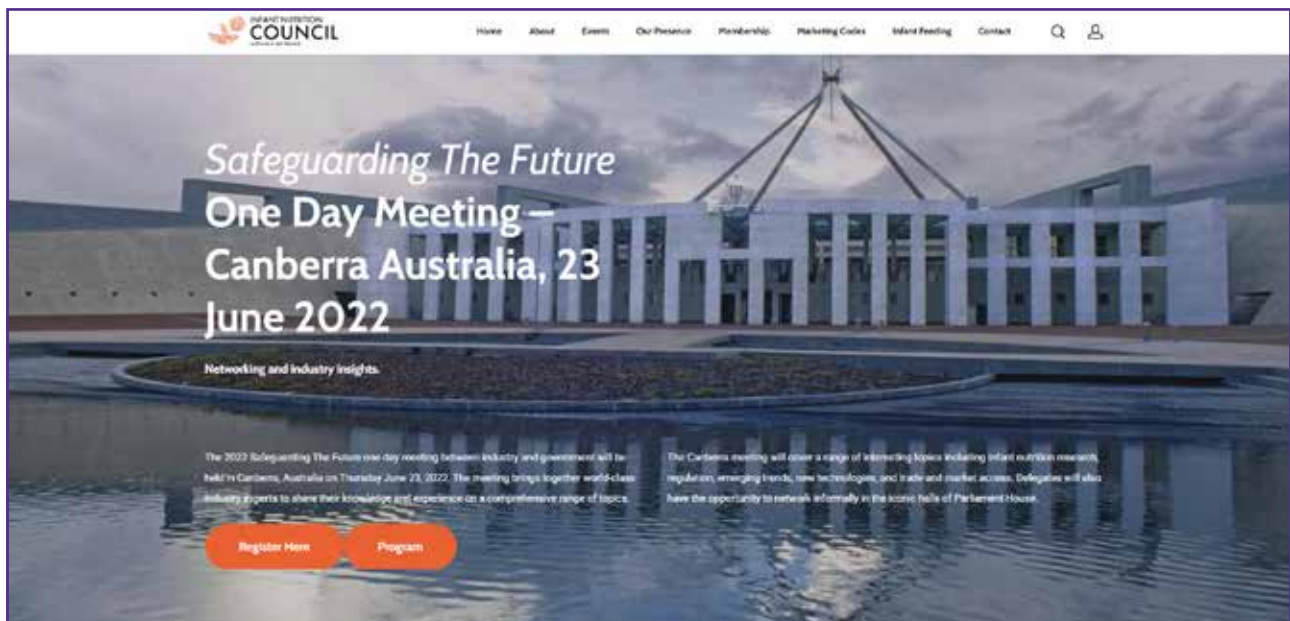 INFANT NUTRITION
COUNCIL
Home About Events Our Presence Membership Marketing Codes Infant Feeding Contact
Safeguarding The Future
One Day Meeting –
Canberra Australia, 23
June 2022
Networking and industry insights.
The 2022 Safeguarding The Future one day meeting between industry and government will be
held in Canberra, Australia on Thursday June 23, 2022. The meeting brings together world-class
industry experts to share their knowledge and experience on a comprehensive range of topics.
The Canberra meeting will cover a range of interesting topics including infant nutrition research,
regulation, emerging trends, new technologies, and trade and market access. Delegates will also
have the opportunity to network informally in the iconic halls of Parliament House.
Register Here Program